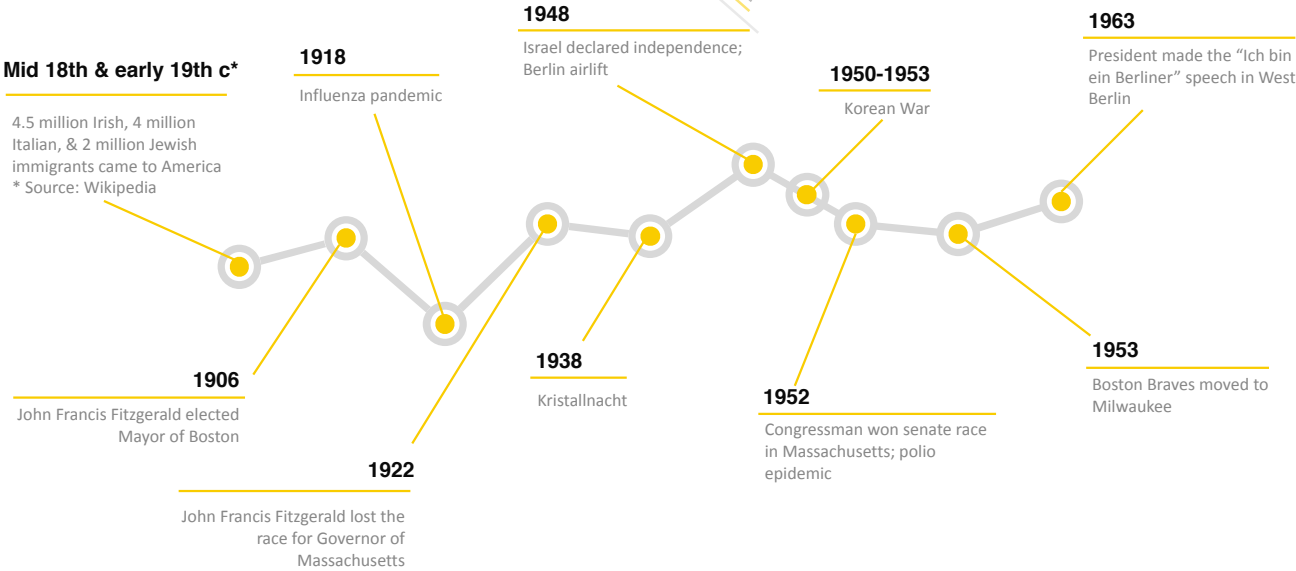 Mid 18th & early 19th c*
4.5 million Irish, 4 million
Italian, & 2 million Jewish
immigrants came to America
* Source: Wikipedia
1906
John Francis Fitzgerald elected
Mayor of Boston
1918
Influenza pandemic
1922
John Francis Fitzgerald lost the
race for Governor of
Massachusetts
1938
Kristallnacht
1948
Israel declared independence;
Berlin airlift
1950-1953
Korean War
1952
Congressman won senate race
in Massachusetts; polio
epidemic
1953
Boston Braves moved to
Milwaukee
1963
President made the “Ich bin
ein Berliner” speech in West
Berlin